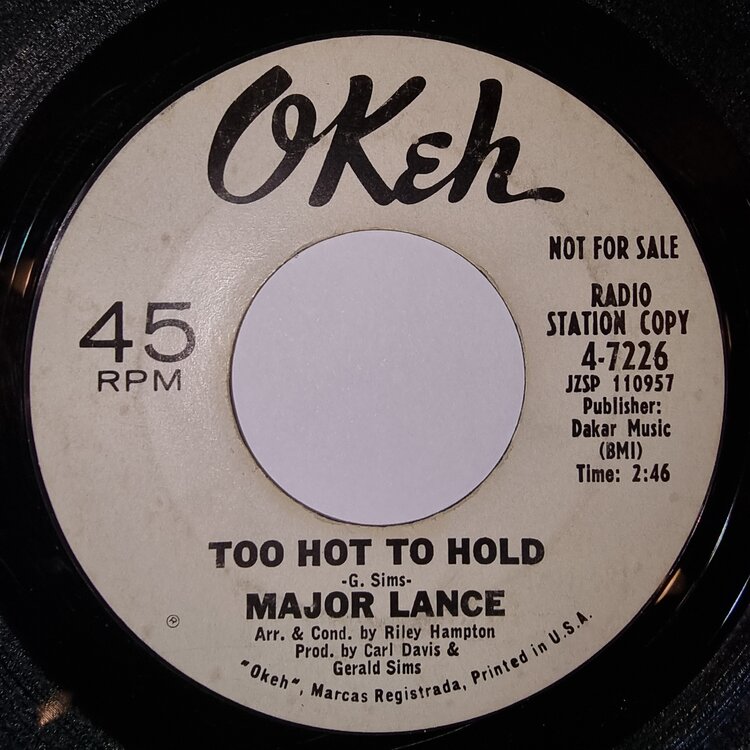 OKeh
NOT FOR SALE
45
RPM
RADIO
STATION COPY
4-7226
JZSP 110957
Publisher:
Dakar Music
(BMI)
Time: 2:46
TOO HOT TO HOLD
-G. Sims-
MAJOR LANCE
Arr. & Cond. by Riley Hampton
Prod. by Carl Davis &
Gerald Sims
®
"Okeh", Marcas Registrada, Printed in U.S.A.